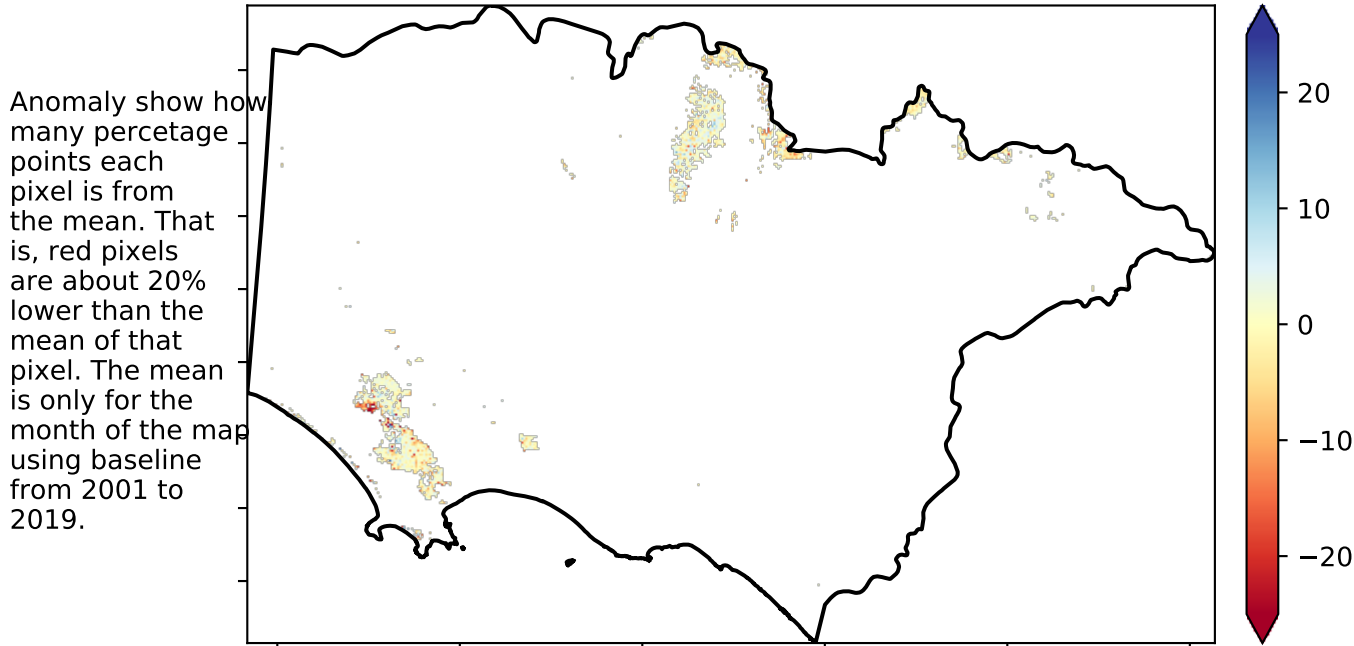 Anomaly show how
many percetage
points each
pixel is from
the mean. That
is, red pixels
are about 20%
lower than the
mean of that
pixel. The mean
is only for the
month of the map
using baseline
from 2001 to
2019.
20
10
0
−10
−20